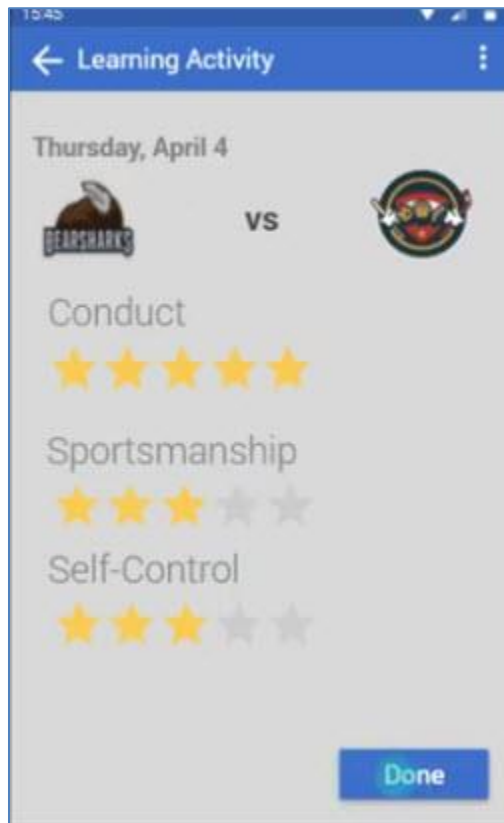 15:45
Learning Activity
Thursday, April 4
BEARSHARKS
vs
Conduct
Sportsmanship
Self-Control
Done